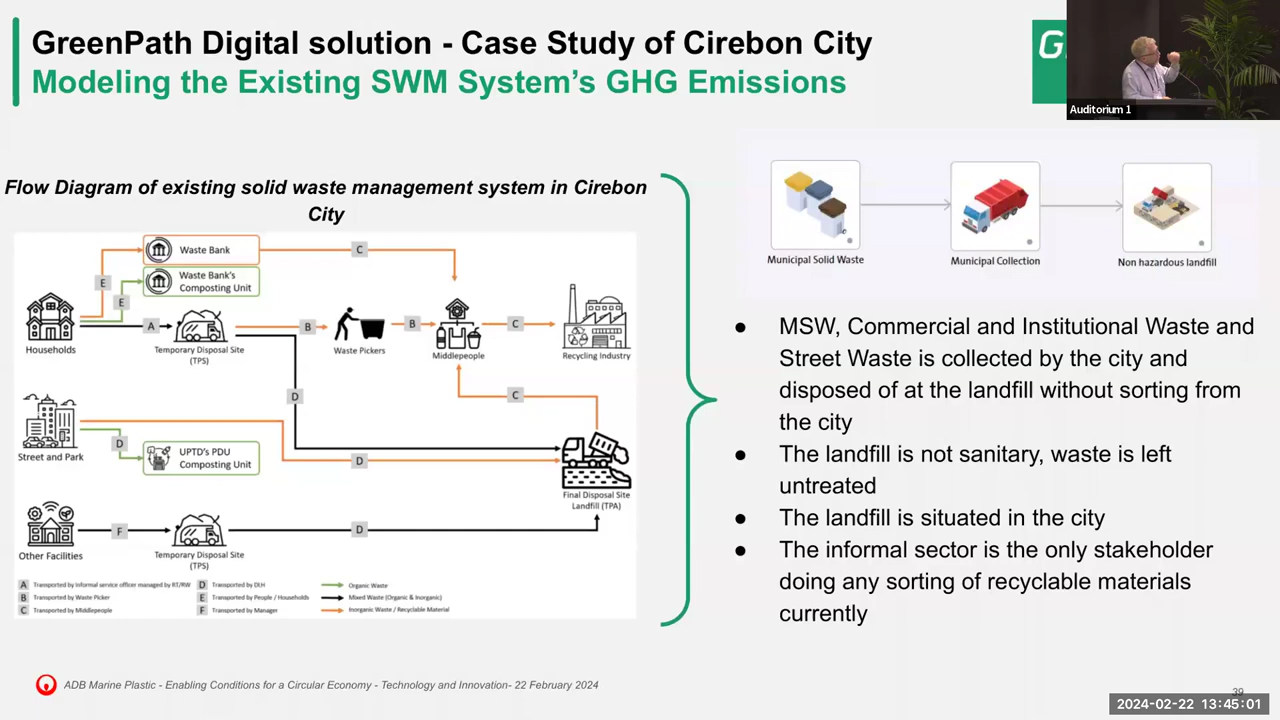 GreenPath Digital solution - Case Study of Cirebon City
Modeling the Existing SWM System's GHG Emissions
G
Auditorium 1
Flow Diagram of existing solid waste management system in Cirebon
City
Waste Bank
C
E
Waste Bank's
Composting Unit
E
Households
A
Temporary Disposal Site
(TPS)
B
Waste Pickers
B
Middlepeople
C
Recycling Industry
D
C
Street and Park
D
UPTD's PDU
Composting Unit
D
Final Disposal Site
Landfill (TPA)
Other Facilities
F
Temporary Disposal Site
(TPS)
D
A Transported by Informal service officer managed by RT/RW
B Transported by Waste Picker
C Transported by Middlepeople
D Transported by DLH
E Transported by People / Households
F Transported by Manager
Organic Waste
Mixed Waste (Organic & Inorganic)
Inorganic Waste / Recyclable Material
Municipal Solid Waste
Municipal Collection
Non hazardous landfill
● MSW, Commercial and Institutional Waste and
Street Waste is collected by the city and
disposed of at the landfill without sorting from
the city
● The landfill is not sanitary, waste is left
untreated
● The landfill is situated in the city
● The informal sector is the only stakeholder
doing any sorting of recyclable materials
currently
ADB Marine Plastic - Enabling Conditions for a Circular Economy - Technology and Innovation- 22 February 2024
39
2024-02-22 13:45:01